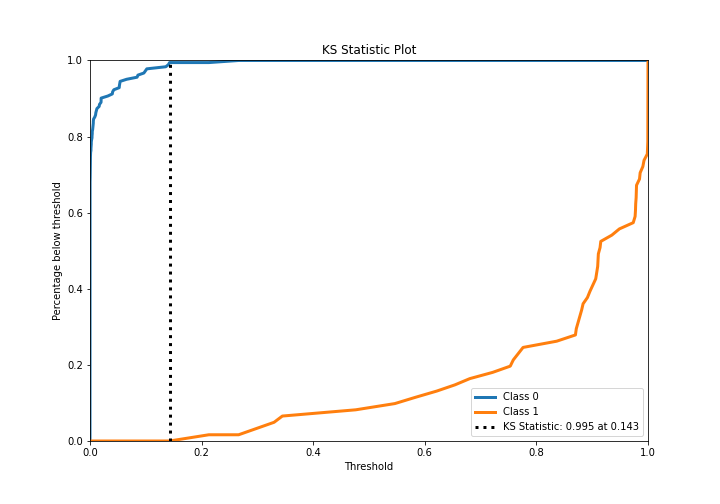 KS Statistic Plot
1.0
0.8
0.6
0.4
0.2
0.0
Percentage below threshold
0.0 0.2 0.4 0.6 0.8 1.0
Threshold
Class 0
Class 1
KS Statistic: 0.995 at 0.143